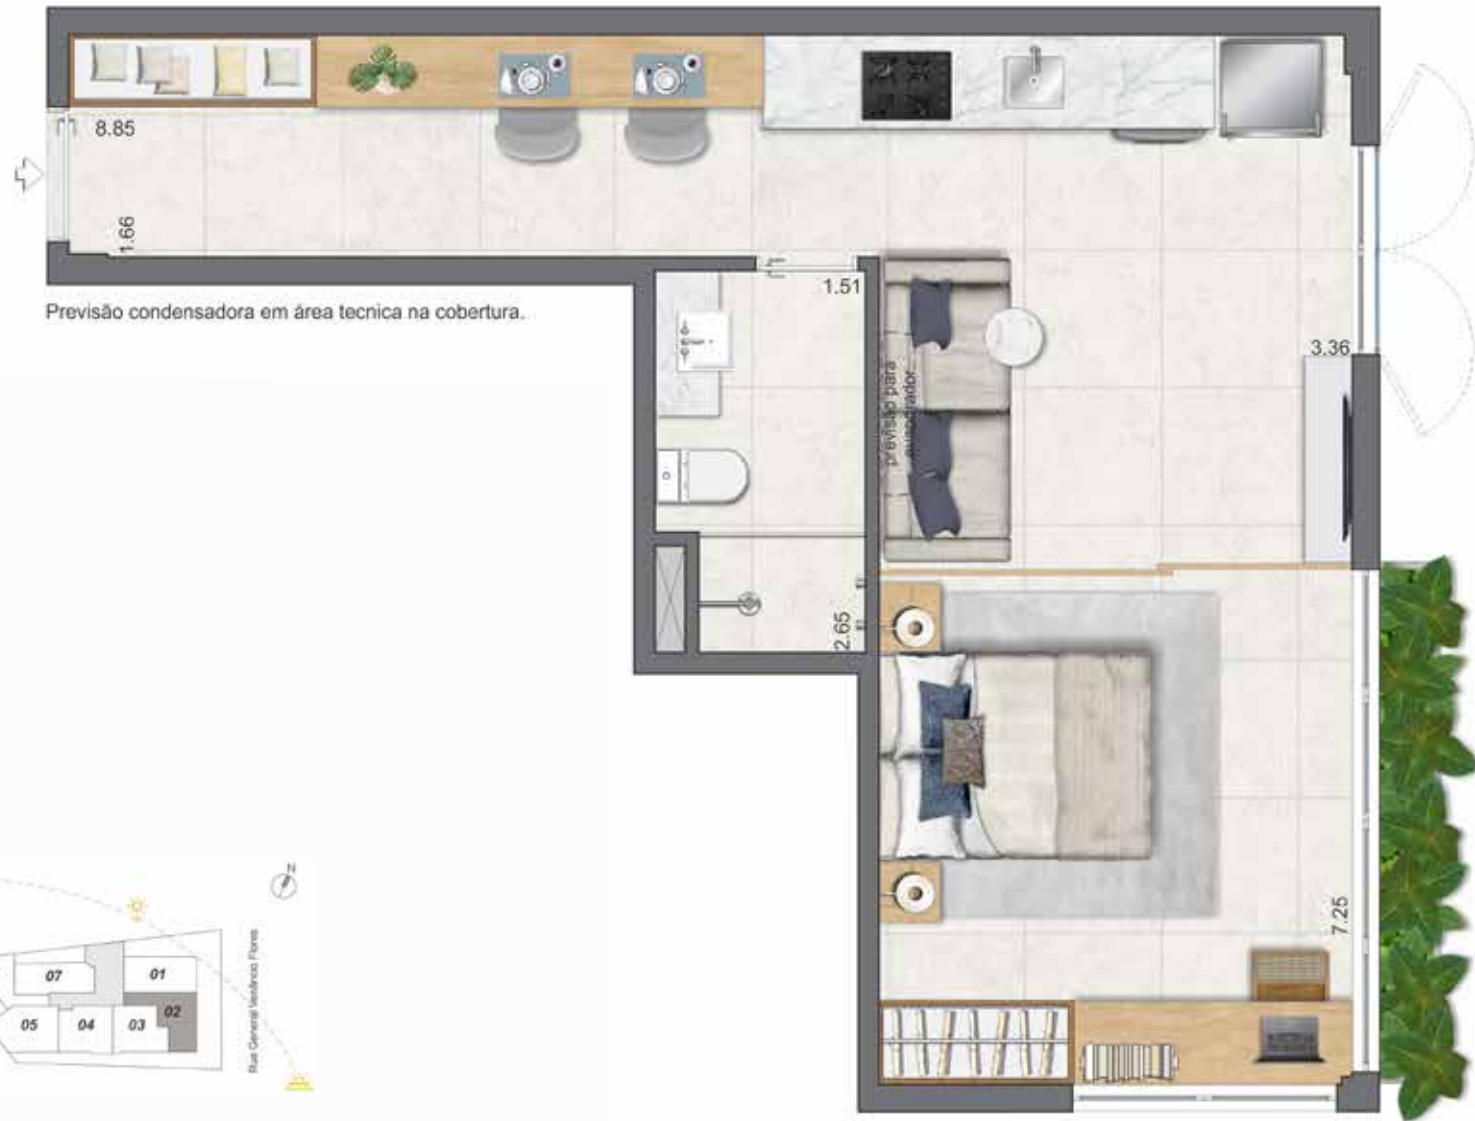 8.85
1.66
Previsão condensadora em área tecnica na cobertura.
1.51
3.36
previsão para
evaporador
2.65
7.25
N
07
01
02
05
04
03
Rua General Venâncio Flores